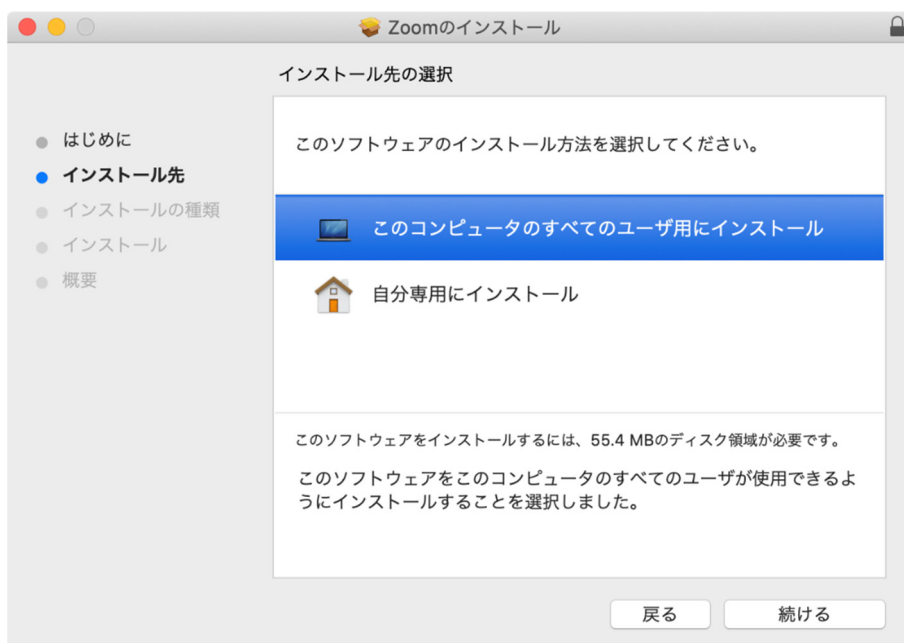 Zoomのインストール
インストール先の選択
はじめに
インストール先
インストールの種類
インストール
概要
このソフトウェアのインストール方法を選択してください。
このコンピュータのすべてのユーザ用にインストール
自分専用にインストール
このソフトウェアをインストールするには、55.4 MBのディスク領域が必要です。
このソフトウェアをこのコンピュータのすべてのユーザが使用できるよ
うにインストールすることを選択しました。
戻る
続ける